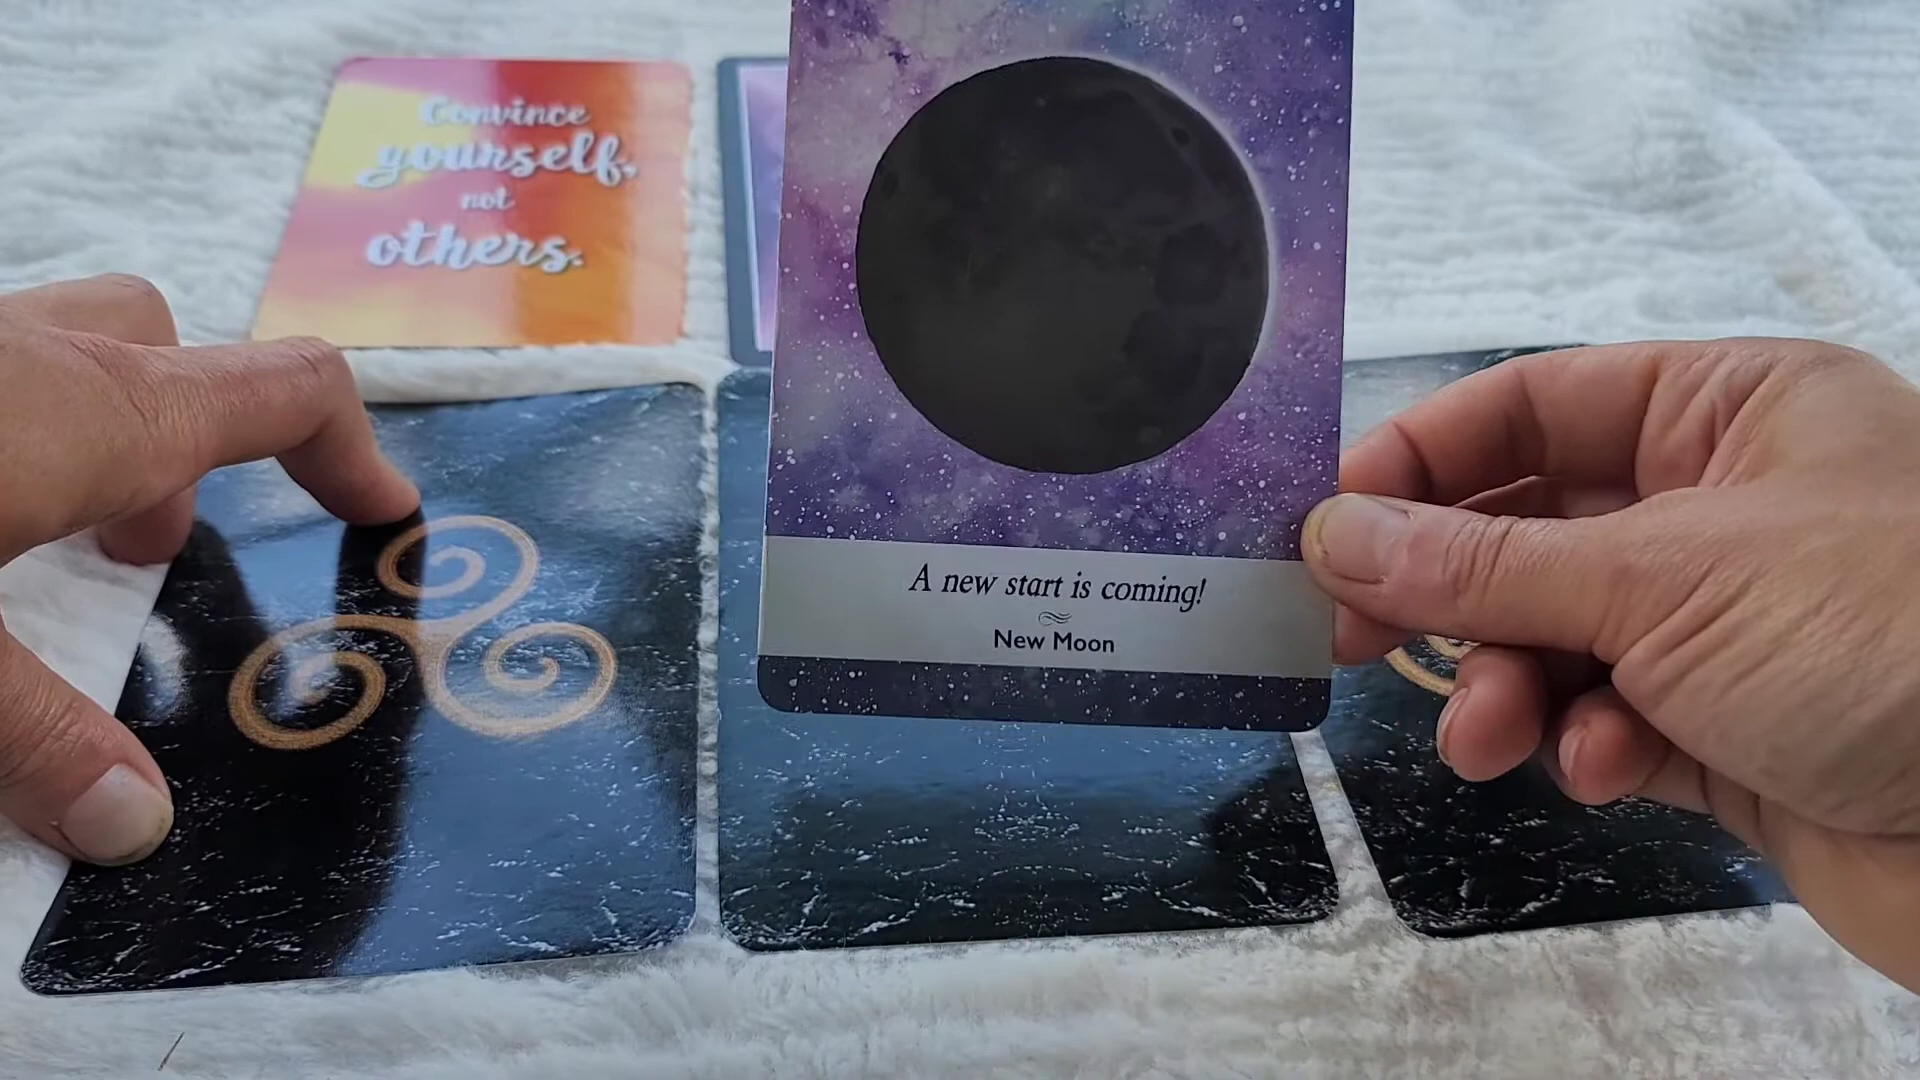 Convince
yourself,
not
others.
A new start is coming!
New Moon